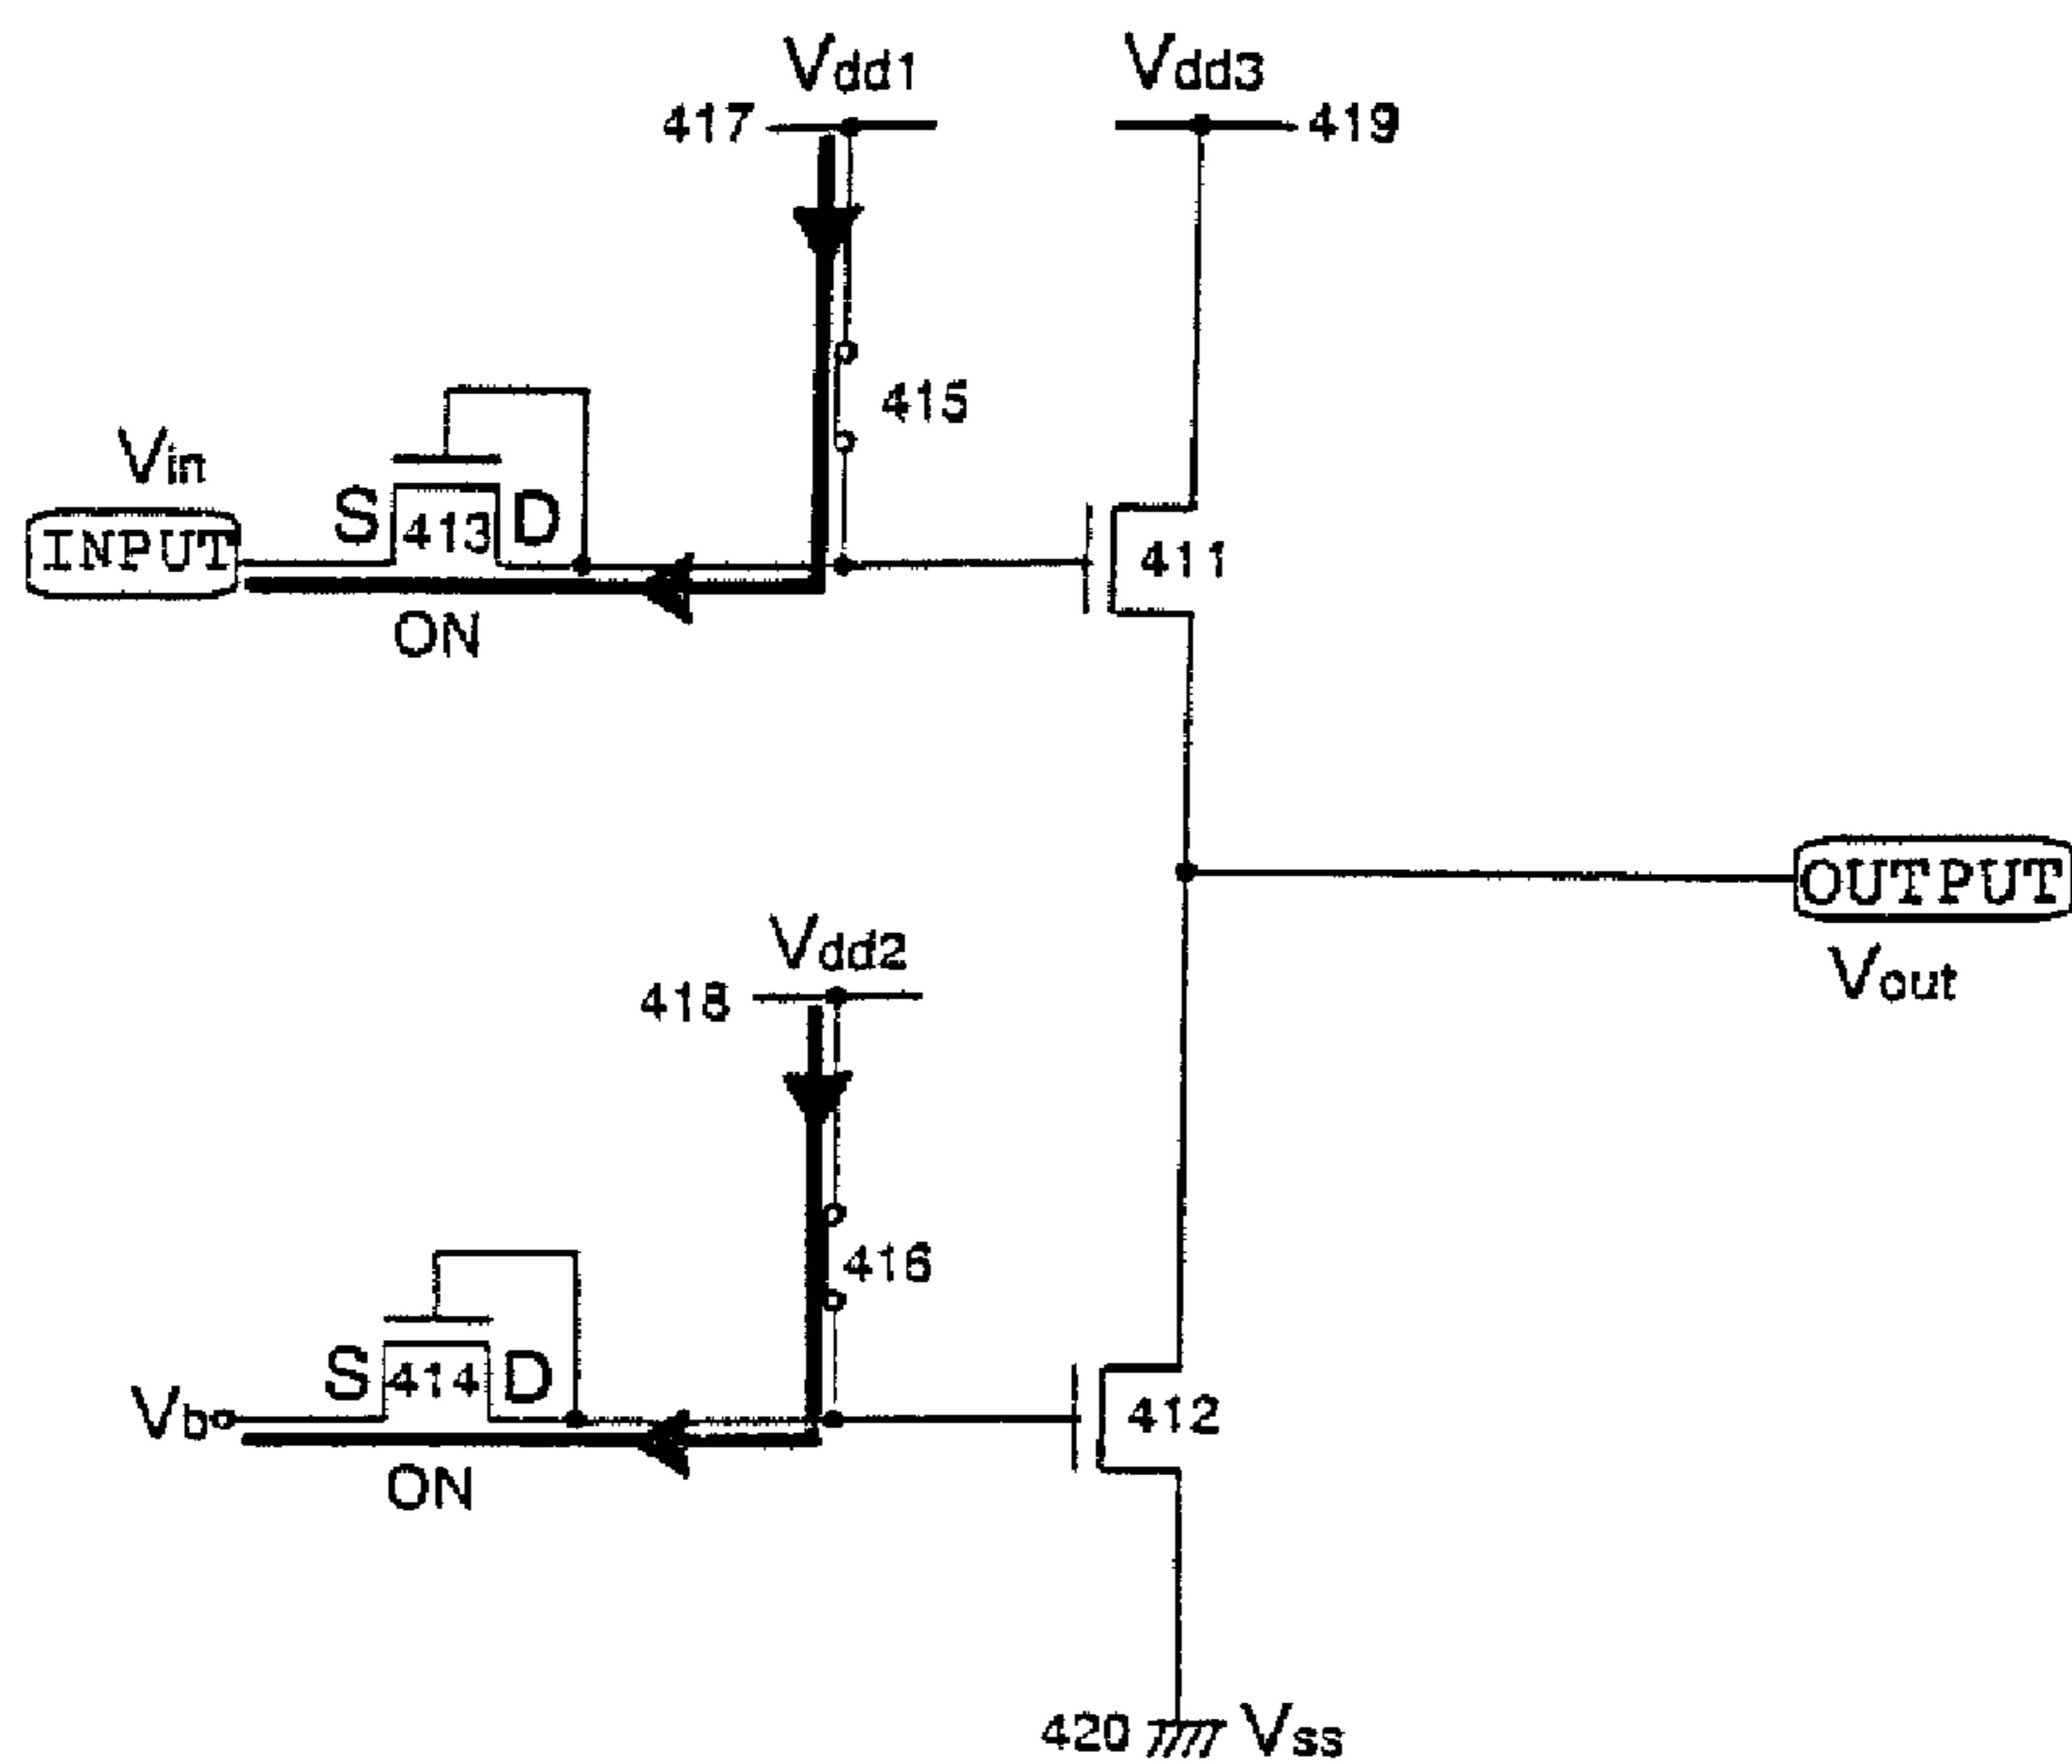 Vdd1
Vdd3
417
419
415
Vin
INPUT
S
413
D
411
ON
OUTPUT
Vout
Vdd2
418
416
S
414
D
Vb
412
ON
420
Vss